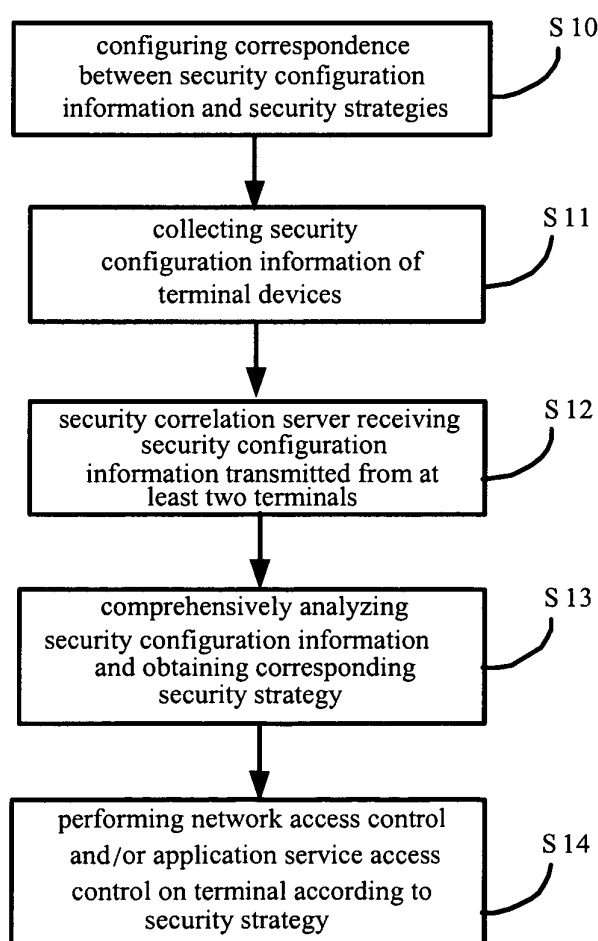 S 10
configuring correspondence
between security configuration
information and security strategies
S 11
collecting security
configuration information of
terminal devices
S 12
security correlation server receiving
security configuration
information transmitted from at
least two terminals
S 13
comprehensively analyzing
security configuration information
and obtaining corresponding
security strategy
S 14
performing network access control
and/or application service access
control on terminal according to
security strategy